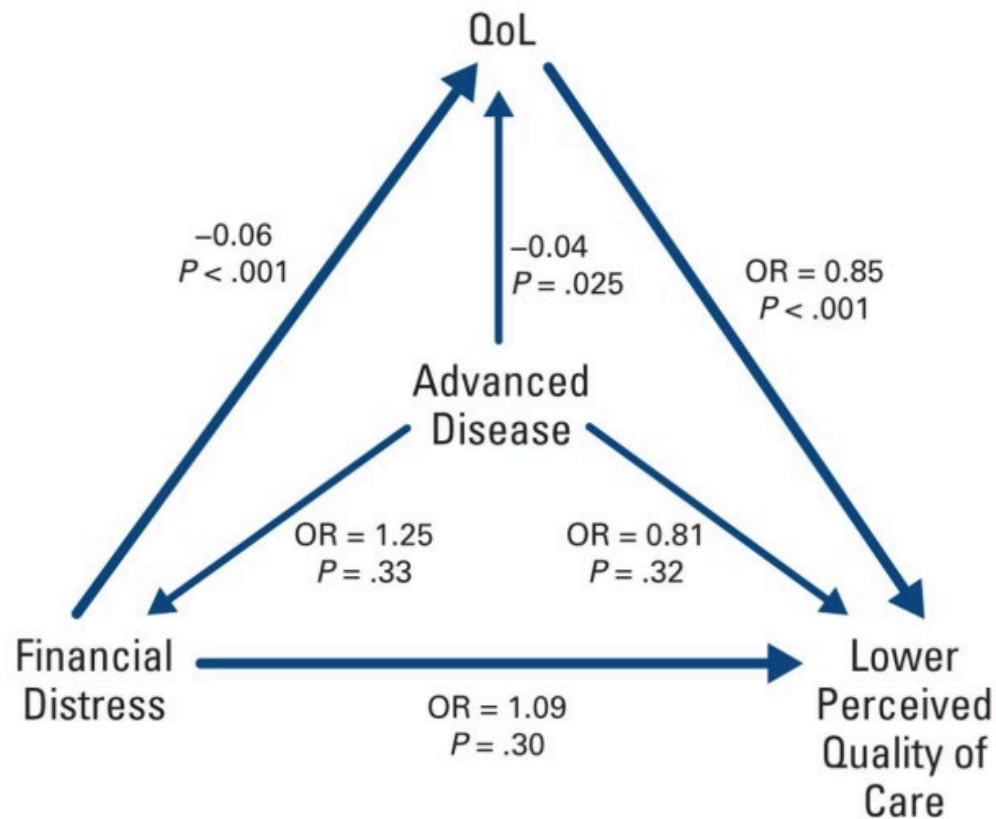 QoL
−0.06
P < .001
−0.04
P = .025
OR = 0.85
P < .001
Advanced
Disease
OR = 1.25
P = .33
OR = 0.81
P = .32
Financial
Distress
OR = 1.09
P = .30
Lower
Perceived
Quality of
Care